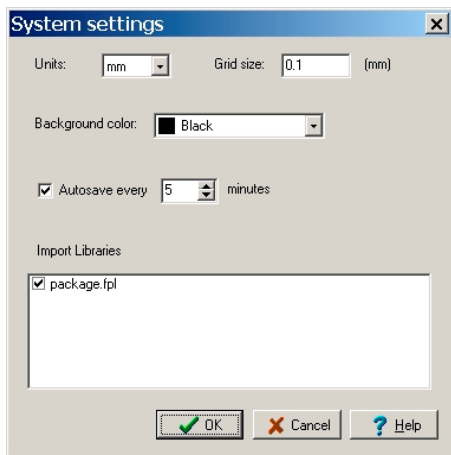 System settings
Units: mm Grid size: 0.1 (mm)
Background color: Black
Autosave every 5 minutes
Import Libraries
package.fpl
OK Cancel Help